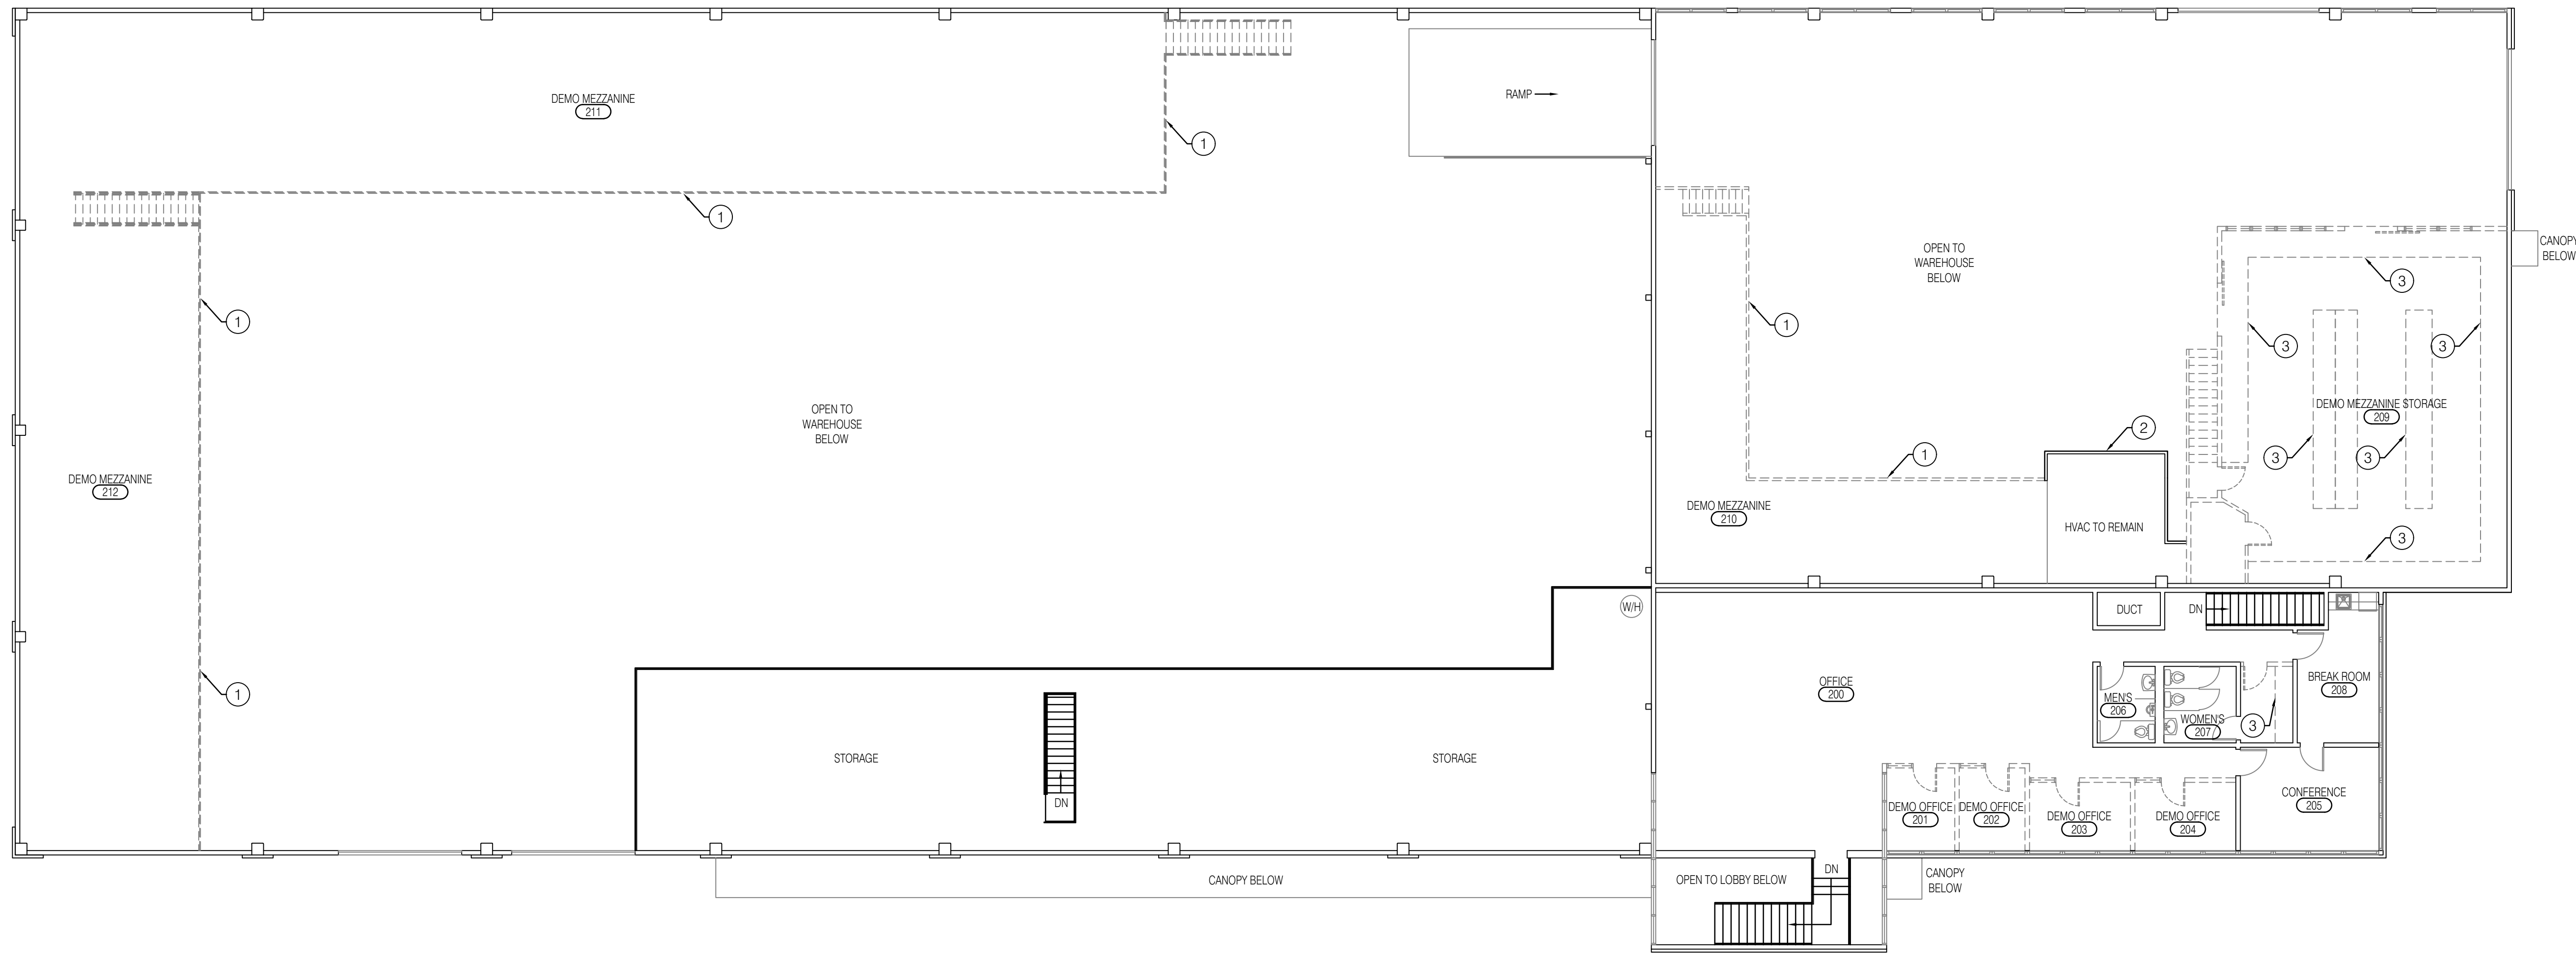 DEMO MEZZANINE
211
RAMP
1
1
1
1
DEMO MEZZANINE
212
OPEN TO
WAREHOUSE
BELOW
STORAGE
DN
STORAGE
W/H
CANOPY BELOW
OPEN TO
WAREHOUSE
BELOW
CANOPY
BELOW
1
1
2
3
3
3
3
3
3
DEMO MEZZANINE STORAGE
209
DEMO MEZZANINE
210
HVAC TO REMAIN
DUCT
DN
OFFICE
200
MEN'S
206
WOMEN'S
207
3
BREAK ROOM
208
CONFERENCE
205
DEMO OFFICE
201
DEMO OFFICE
202
DEMO OFFICE
203
DEMO OFFICE
204
OPEN TO LOBBY BELOW
DN
CANOPY
BELOW